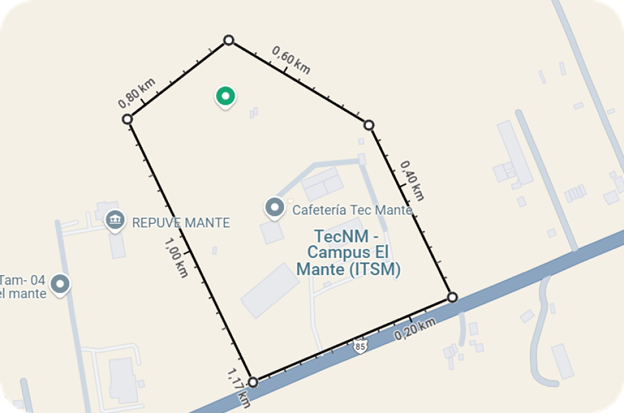 0,60 km
0,80 km
0,40 km
Cafetería Tec Mante
REPUVE MANTE
TecNM -
Campus El
Mante (ITSM)
1,00 km
Tam- 04
el mante
0,20 km
85
1,17 km